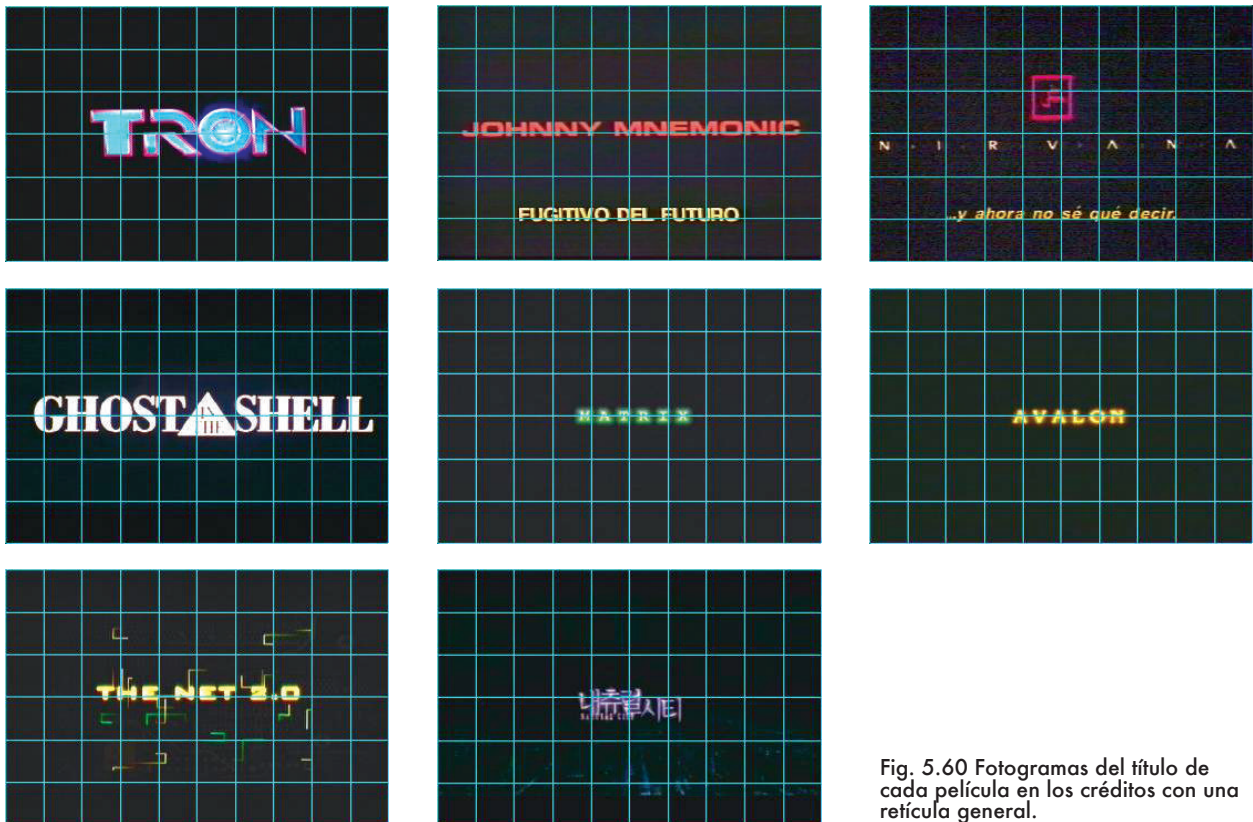 TRON
JOHNNY MNEMONIC
FUGITIVO DEL FUTURO
N · I · R · V · A · N · A
...y ahora no sé qué decir.
GHOST IN THE SHELL
MATRIX
AVALON
THE NET 2.0
내츄럴시티
NATURAL CITY
Fig. 5.60 Fotogramas del título de
cada película en los créditos con una
retícula general.